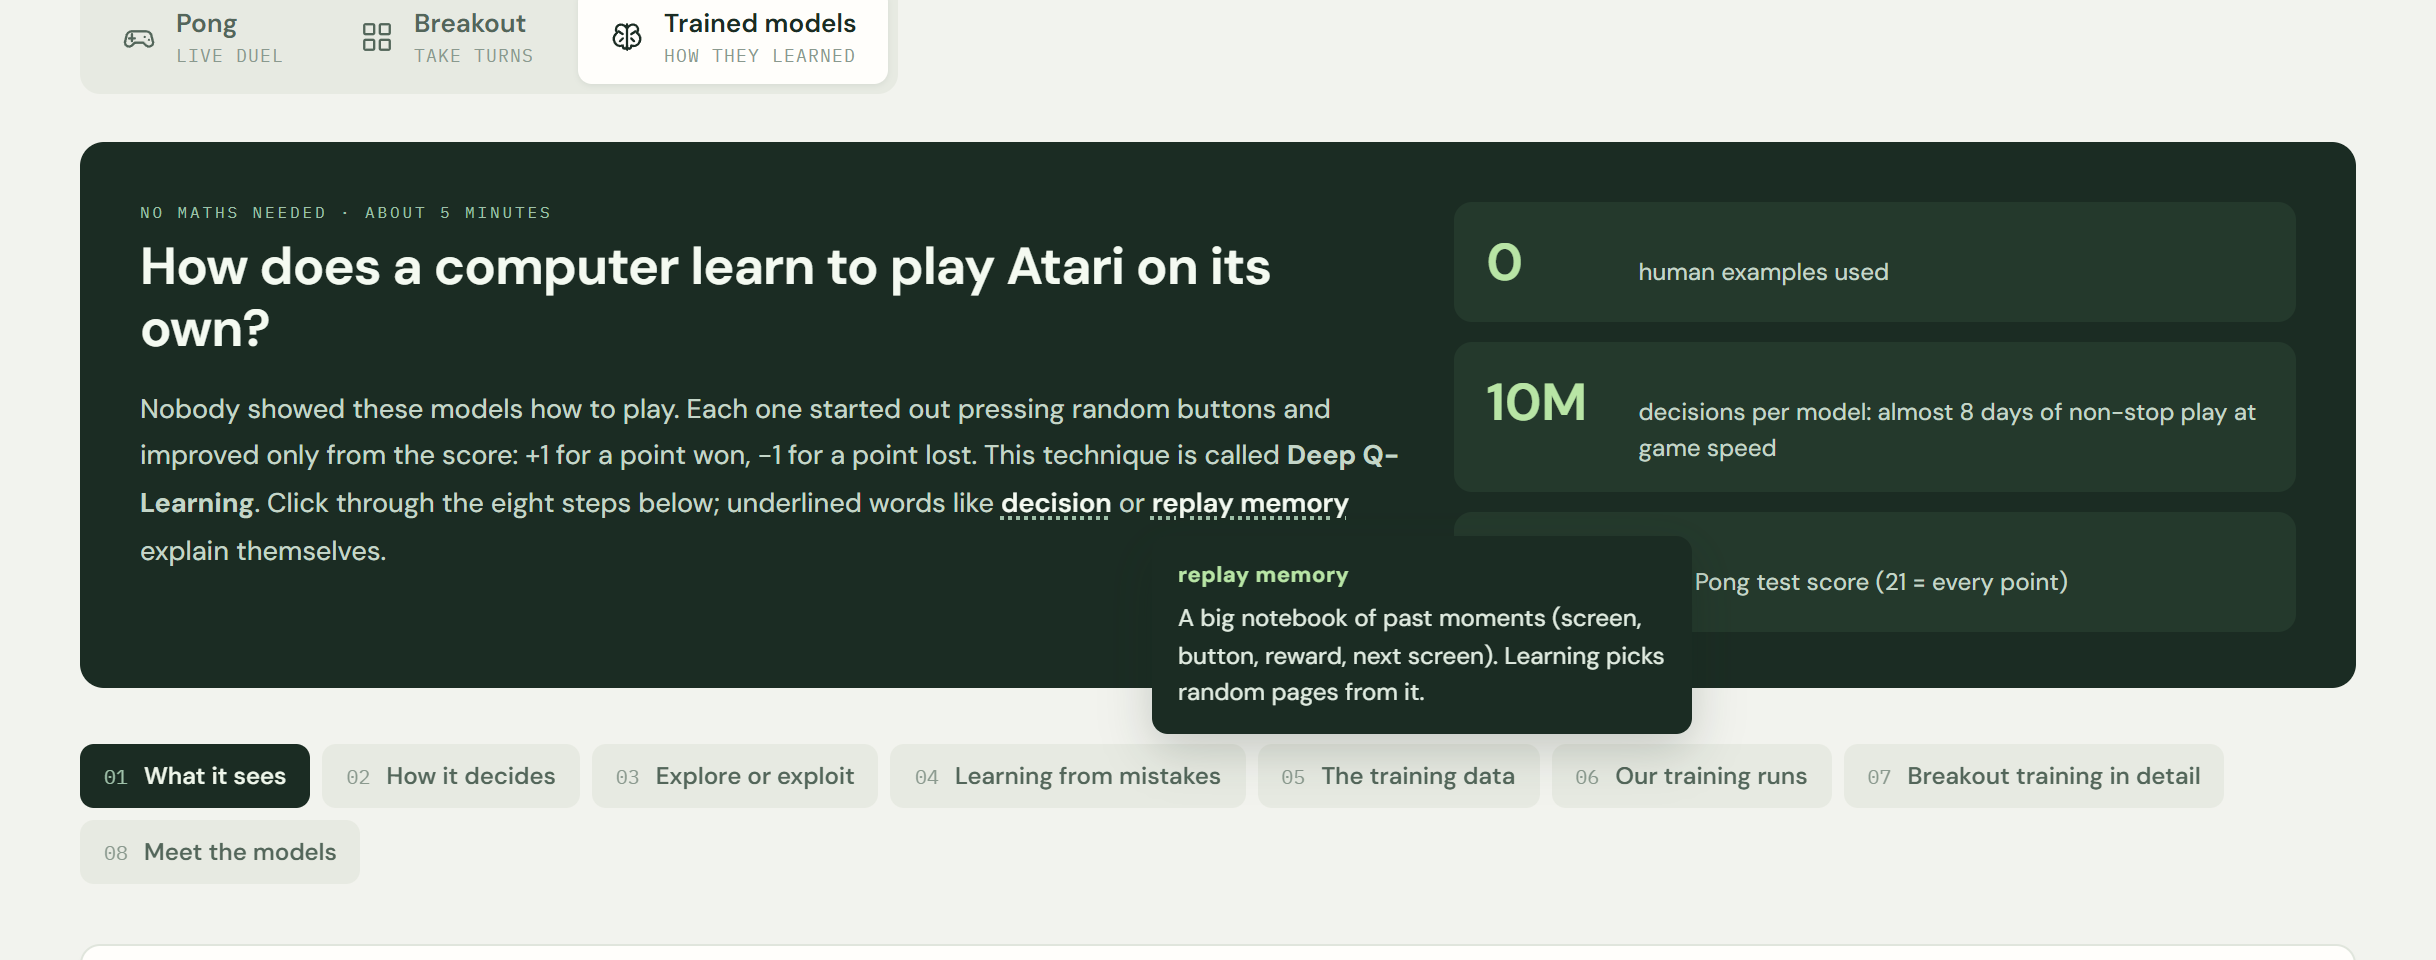 Pong
LIVE DUEL
Breakout
TAKE TURNS
Trained models
HOW THEY LEARNED
NO MATHS NEEDED · ABOUT 5 MINUTES
How does a computer learn to play Atari on its
own?
Nobody showed these models how to play. Each one started out pressing random buttons and
improved only from the score: +1 for a point won, −1 for a point lost. This technique is called Deep Q-
Learning. Click through the eight steps below; underlined words like decision or replay memory
explain themselves.
0
human examples used
10M
decisions per model: almost 8 days of non-stop play at
game speed
Pong test score (21 = every point)
replay memory
A big notebook of past moments (screen,
button, reward, next screen). Learning picks
random pages from it.
01 What it sees
02 How it decides
03 Explore or exploit
04 Learning from mistakes
05 The training data
06 Our training runs
07 Breakout training in detail
08 Meet the models